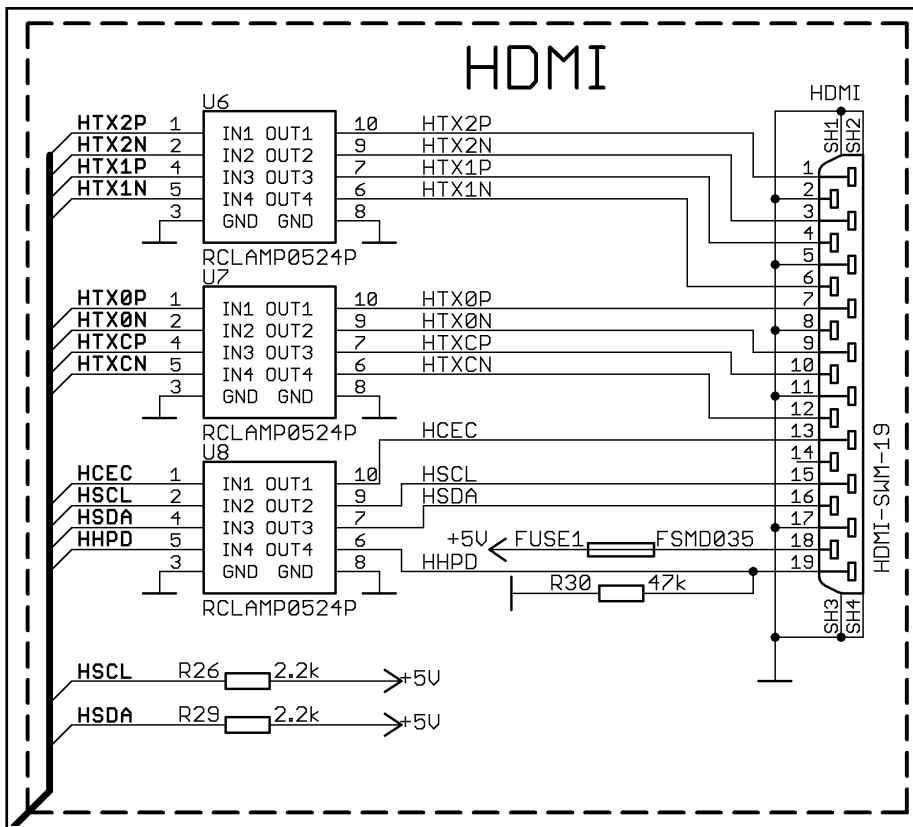 HDMI
HDMI
SH1
SH2
U6
HTX2P 1 IN1 OUT1 10 HTX2P
HTX2N 2 IN2 OUT2 9 HTX2N
HTX1P 4 IN3 OUT3 7 HTX1P
HTX1N 5 IN4 OUT4 6 HTX1N
3 GND GND 8
RCLAMP0524P
U7
HTX0P 1 IN1 OUT1 10 HTX0P
HTX0N 2 IN2 OUT2 9 HTX0N
HTXCP 4 IN3 OUT3 7 HTXCP
HTXCN 5 IN4 OUT4 6 HTXCN
3 GND GND 8
RCLAMP0524P
U8
HCEC
HCEC 1 IN1 OUT1 10
HSCL 2 IN2 OUT2 9 HSCL
HSDA 4 IN3 OUT3 7 HSDA
HHPD 5 IN4 OUT4 6 HHPD
3 GND GND 8
RCLAMP0524P
1
2
3
4
5
6
7
8
9
10
11
12
13
14
15
16
17
18
19
HDMI-SWM-19
+5V FUSE1 FSMD035
R30 47k
SH3
SH4
HSCL R26 2.2k +5V
HSDA R29 2.2k +5V